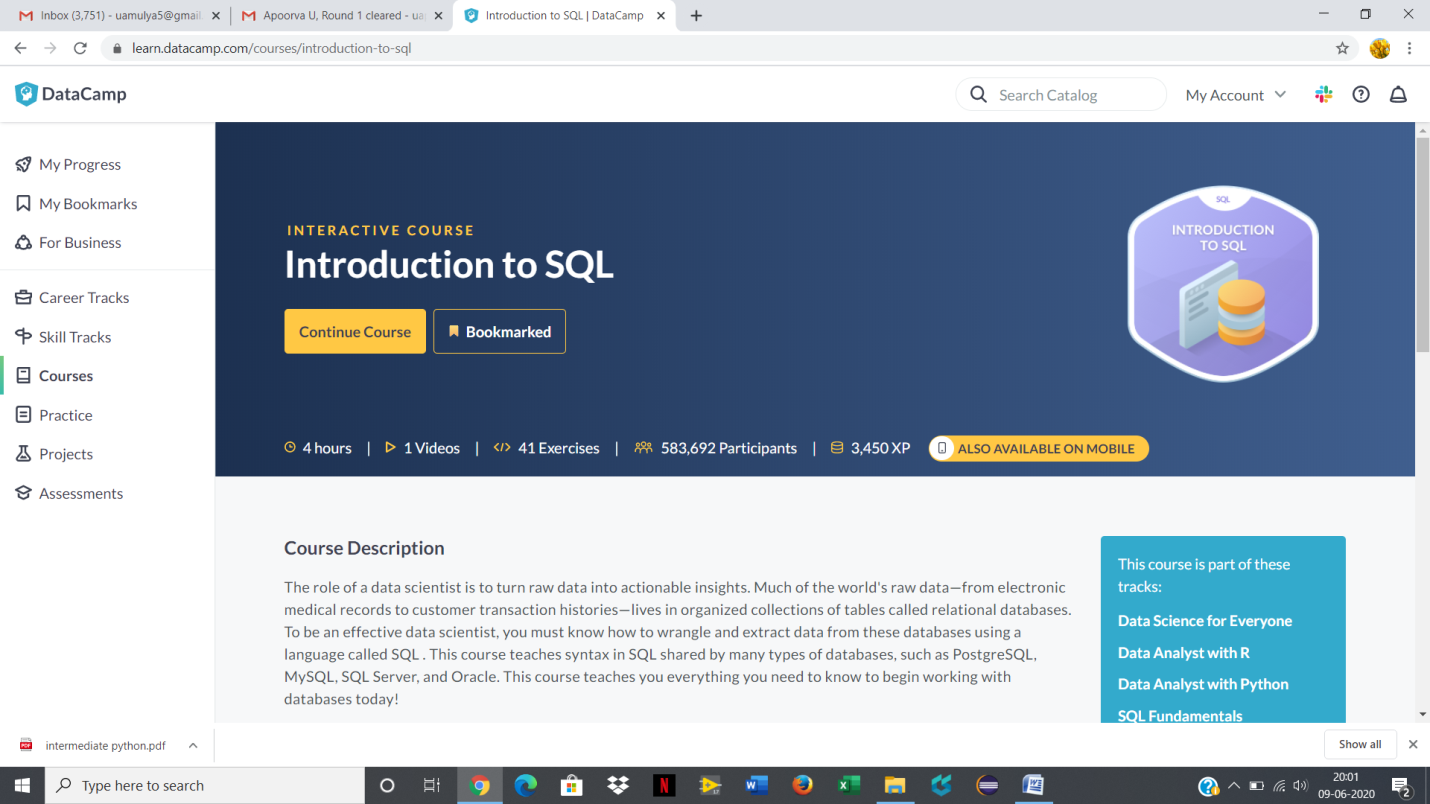 Inbox (3,751) - uamulya5@gmail.
Apoorva U, Round 1 cleared - uap
Introduction to SQL | DataCamp
learn.datacamp.com/courses/introduction-to-sql
DataCamp
Search Catalog
My Account
My Progress
My Bookmarks
For Business
Career Tracks
Skill Tracks
Courses
Practice
Projects
Assessments
INTERACTIVE COURSE
Introduction to SQL
Continue Course
Bookmarked
SQL
INTRODUCTION
TO SQL
4 hours | 1 Videos | 41 Exercises | 583,692 Participants | 3,450 XP
ALSO AVAILABLE ON MOBILE
Course Description
The role of a data scientist is to turn raw data into actionable insights. Much of the world's raw data—from electronic
medical records to customer transaction histories—lives in organized collections of tables called relational databases.
To be an effective data scientist, you must know how to wrangle and extract data from these databases using a
language called SQL . This course teaches syntax in SQL shared by many types of databases, such as PostgreSQL,
MySQL, SQL Server, and Oracle. This course teaches you everything you need to know to begin working with
databases today!
This course is part of these
tracks:
Data Science for Everyone
Data Analyst with R
Data Analyst with Python
SQL Fundamentals
PDF
intermediate python.pdf
Show all
Type here to search
20:01
09-06-2020
2